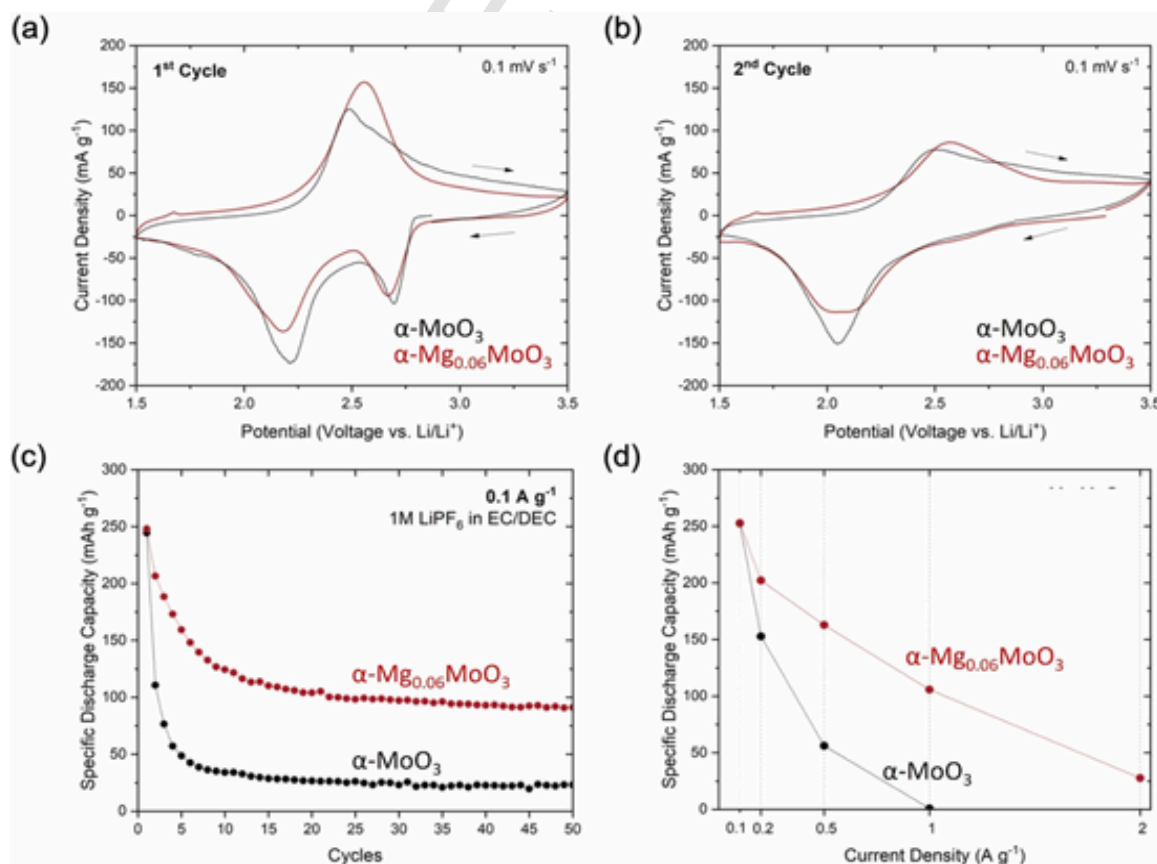 (a)
1st Cycle
0.1 mV s-1
α-MoO3
α-Mg0.06MoO3
Current Density (mA g-1)
200
150
100
50
0
-50
-100
-150
-200
1.5 2.0 2.5 3.0 3.5
Potential (Voltage vs. Li/Li+)
(b)
2nd Cycle
0.1 mV s-1
α-MoO3
α-Mg0.06MoO3
Current Density (mA g-1)
200
150
100
50
0
-50
-100
-150
-200
1.5 2.0 2.5 3.0 3.5
Potential (Voltage vs. Li/Li+)
(c)
0.1 A g-1
1M LiPF6 in EC/DEC
α-Mg0.06MoO3
α-MoO3
Specific Discharge Capacity (mAh g-1)
300
250
200
150
100
50
0
0 5 10 15 20 25 30 35 40 45 50
Cycles
(d)
α-Mg0.06MoO3
α-MoO3
Specific Discharge Capacity (mAh g-1)
300
250
200
150
100
50
0
0.1 0.2 0.5 1 2
Current Density (A g-1)